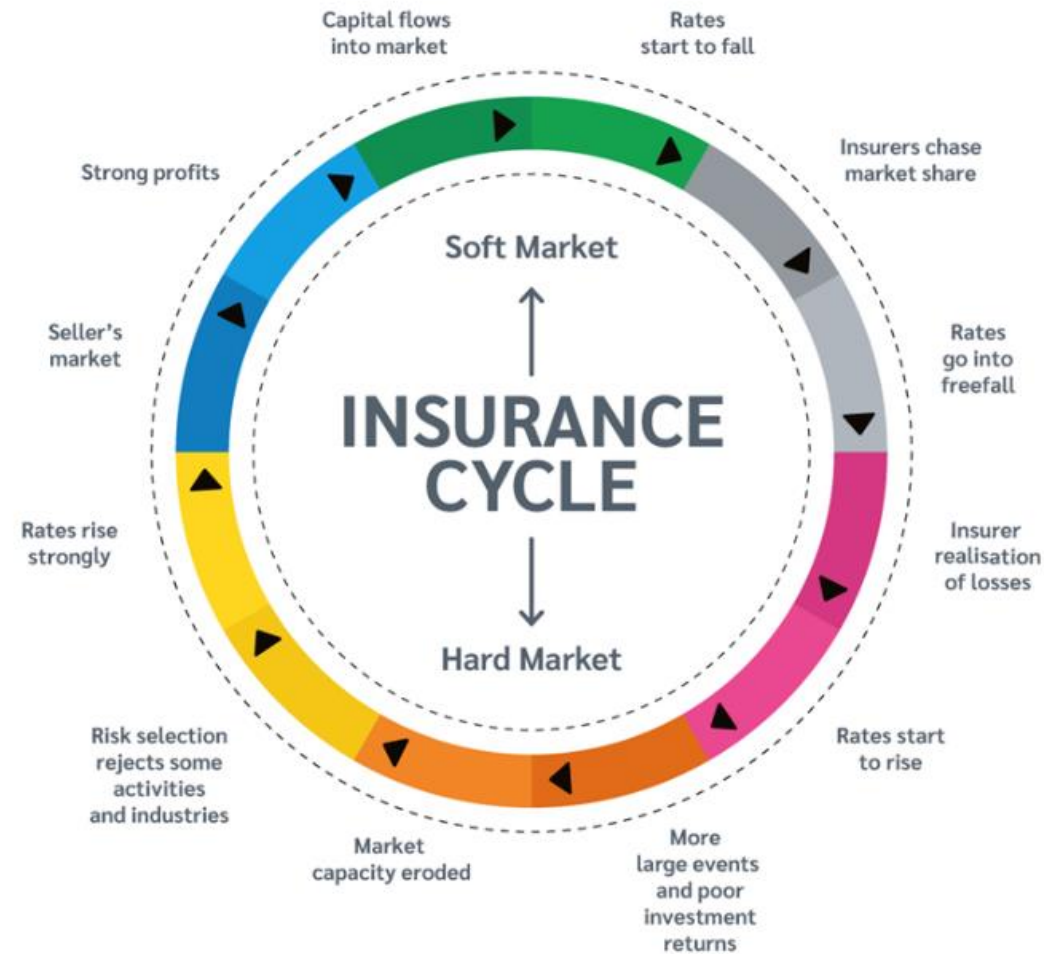 Capital flows
into market
Rates
start to fall
Strong profits
Insurers chase
market share
Soft Market
Seller's
market
Rates
go into
freefall
INSURANCE
CYCLE
Rates rise
strongly
Insurer
realisation
of losses
Hard Market
Risk selection
rejects some
activities
and industries
Rates start
to rise
Market
capacity eroded
More
large events
and poor
investment
returns